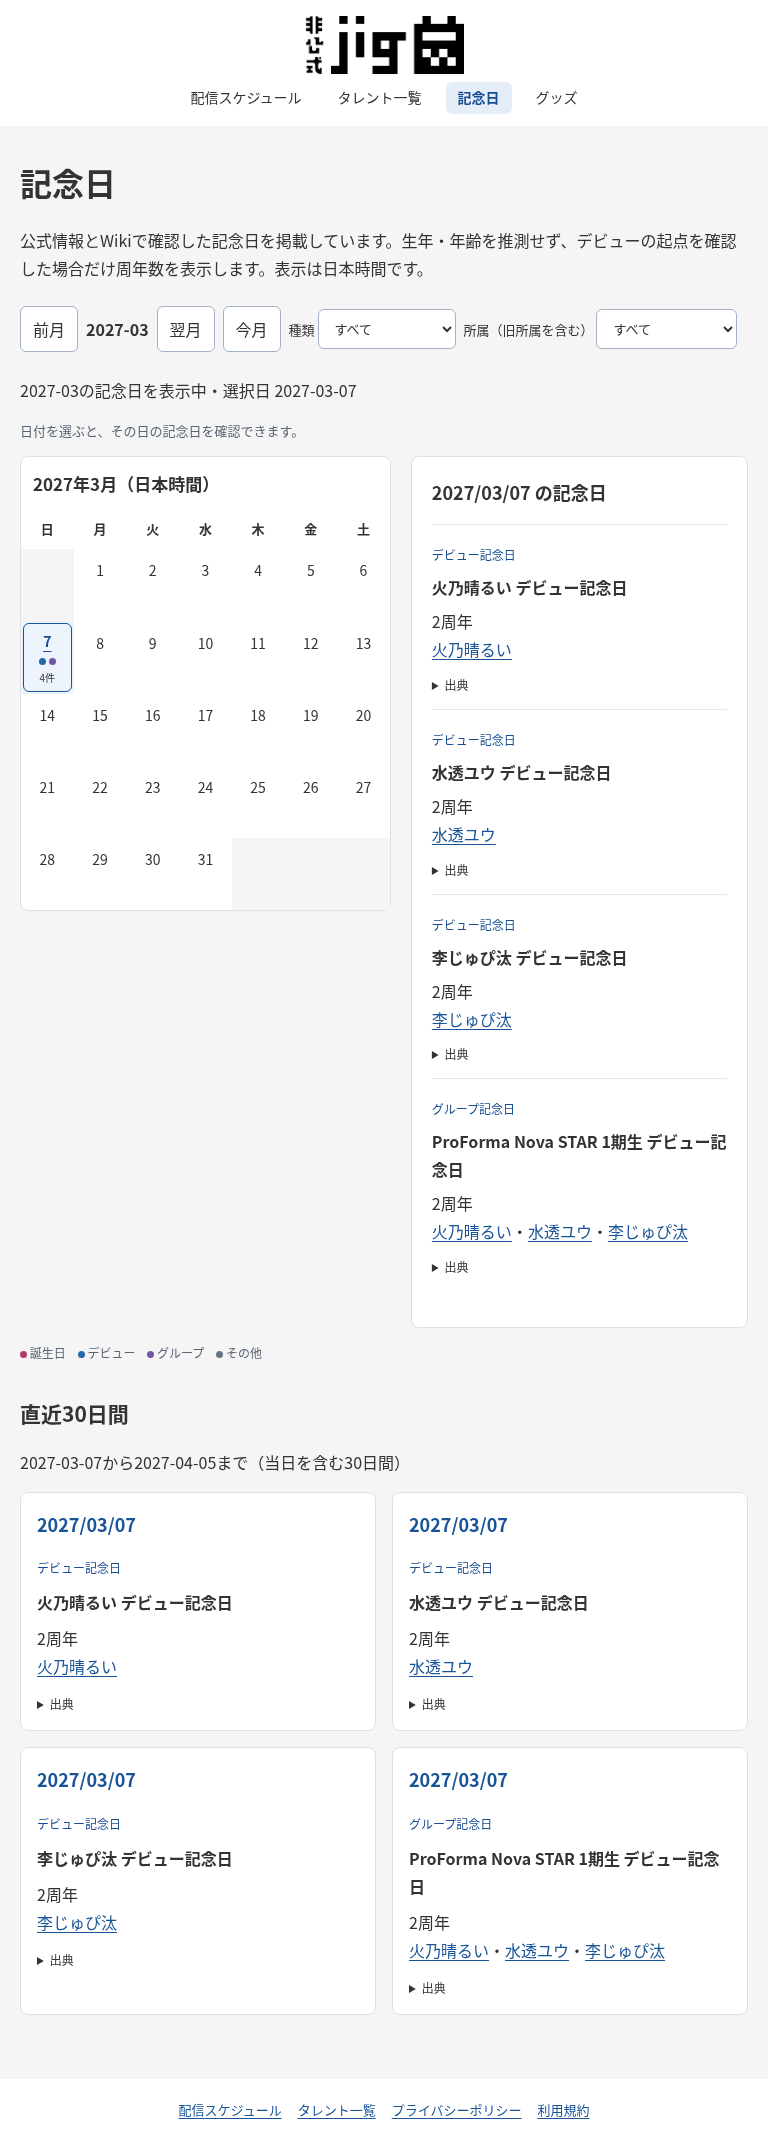 非公式 jig箱
配信スケジュール タレント一覧 記念日 グッズ
記念日
公式情報とWikiで確認した記念日を掲載しています。生年・年齢を推測せず、デビューの起点を確認
した場合だけ周年数を表示します。表示は日本時間です。
前月 2027-03 翌月 今月 種類 すべて 所属（旧所属を含む） すべて
2027-03の記念日を表示中・選択日 2027-03-07
日付を選ぶと、その日の記念日を確認できます。
2027年3月（日本時間）
日 月 火 水 木 金 土
1 2 3 4 5 6
7 8 9 10 11 12 13
4件
14 15 16 17 18 19 20
21 22 23 24 25 26 27
28 29 30 31
2027/03/07 の記念日
デビュー記念日
火乃晴るい デビュー記念日
2周年
火乃晴るい
▶ 出典
デビュー記念日
水透ユウ デビュー記念日
2周年
水透ユウ
▶ 出典
デビュー記念日
李じゅぴ汰 デビュー記念日
2周年
李じゅぴ汰
▶ 出典
グループ記念日
ProForma Nova STAR 1期生 デビュー記
念日
2周年
火乃晴るい・水透ユウ・李じゅぴ汰
▶ 出典
誕生日 デビュー グループ その他
直近30日間
2027-03-07から2027-04-05まで（当日を含む30日間）
2027/03/07
デビュー記念日
火乃晴るい デビュー記念日
2周年
火乃晴るい
▶ 出典
2027/03/07
デビュー記念日
水透ユウ デビュー記念日
2周年
水透ユウ
▶ 出典
2027/03/07
デビュー記念日
李じゅぴ汰 デビュー記念日
2周年
李じゅぴ汰
▶ 出典
2027/03/07
グループ記念日
ProForma Nova STAR 1期生 デビュー記念
日
2周年
火乃晴るい・水透ユウ・李じゅぴ汰
▶ 出典
配信スケジュール タレント一覧 プライバシーポリシー 利用規約